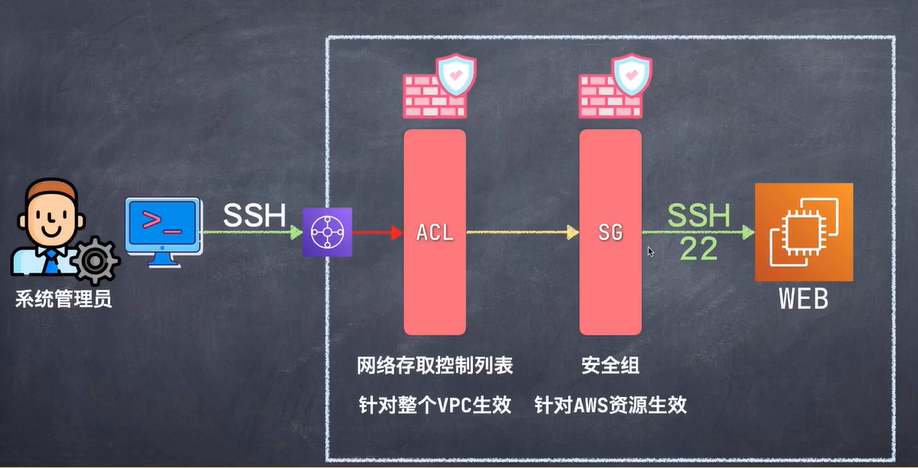 系统管理员
>_
SSH
ACL
SG
SSH
22
WEB
网络存取控制列表
安全组
针对整个VPC生效
针对AWS资源生效